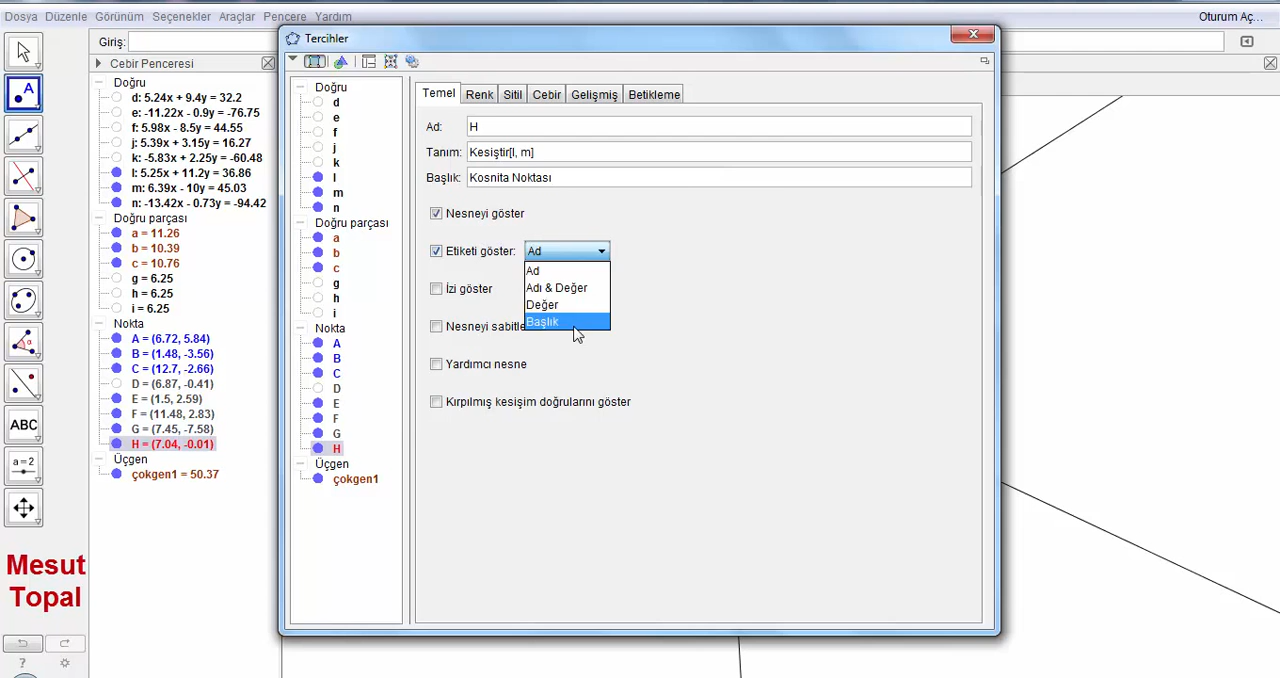 Dosya Düzenle Görünüm Seçenekler Araçlar Pencere Yardım
Oturum Aç...
Giriş:
Cebir Penceresi
Doğru
d: 5.24x + 9.4y = 32.2
e: -11.22x - 0.9y = -76.75
f: 5.98x - 8.5y = 44.55
j: 5.39x + 3.15y = 16.27
k: -5.83x + 2.25y = -60.48
l: 5.25x + 11.2y = 36.86
m: 6.39x - 10y = 45.03
n: -13.42x - 0.73y = -94.42
Doğru parçası
a = 11.26
b = 10.39
c = 10.76
g = 6.25
h = 6.25
i = 6.25
Nokta
A = (6.72, 5.84)
B = (1.48, -3.56)
C = (12.7, -2.66)
D = (6.87, -0.41)
E = (1.5, 2.59)
F = (11.48, 2.83)
G = (7.45, -7.58)
H = (7.04, -0.01)
Üçgen
çokgen1 = 50.37
A
ABC
a = 2
Mesut
Topal
?
Tercihler
Doğru
d
e
f
j
k
l
m
n
Doğru parçası
a
b
c
g
h
i
Nokta
A
B
C
D
E
F
G
H
Üçgen
çokgen1
Temel Renk Sitil Cebir Gelişmiş Betikleme
Ad: H
Tanım: Kesiştir[l, m]
Başlık: Kosnita Noktası
Nesneyi göster
Etiketi göster: Ad
Ad
Adı & Değer
Değer
Başlık
İzi göster
Nesneyi sabitle
Yardımcı nesne
Kırpılmış kesişim doğrularını göster